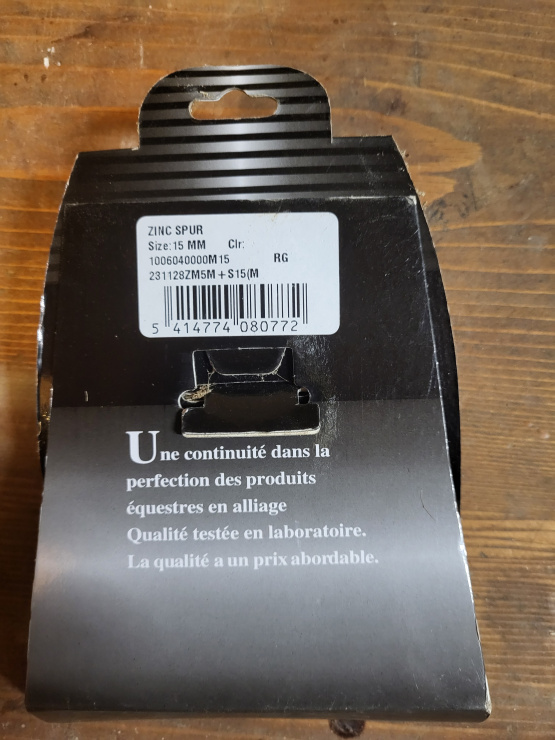 ZINC SPUR
Size: 15 MM Clr:
1006040000M15 RG
231128ZM5M + S15(M
5 414774 080772
Une continuité dans la
perfection des produits
équestres en alliage
Qualité testée en laboratoire.
La qualité a un prix abordable.